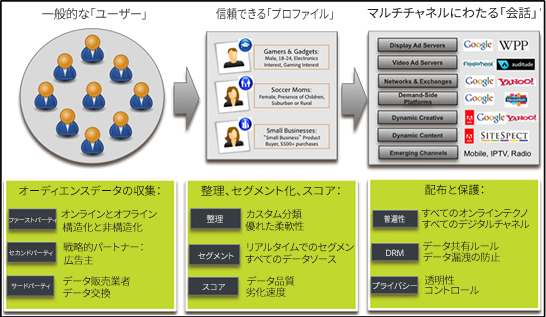 一般的な「ユーザー」
信頼できる「プロファイル」
マルチチャネルにわたる「会話」
Gamers & Gadgets:
Male, 18-24, Electronics
Interest, Gaming Interest
Soccer Moms:
Female, Presence of Children,
Suburban or Rural
Small Businesses:
"Small Business" Product
Buyer, $500+ purchases
Display Ad Servers
Google
WPP
Video Ad Servers
FreeWheel
auditude
Networks & Exchanges
Google
YAHOO!
Demand-Side
Platforms
Google
MediaMath
Dynamic Creative
Google
YAHOO!
Dynamic Content
SITESPECT
Emerging Channels
Mobile, IPTV, Radio
オーディエンスデータの収集:
ファーストパーティ
オンラインとオフライン
構造化と非構造化
セカンドパーティ
戦略的パートナー:
広告主
サードパーティ
データ販売業者
データ交換
整理、セグメント化、スコア:
整理
カスタム分類
優れた柔軟性
セグメント
リアルタイムでのセグメン
すべてのデータソース
スコア
データ品質
劣化速度
配布と保護:
普遍性
すべてのオンラインテクノ
すべてのデジタルチャネル
DRM
データ共有ルール
データ漏洩の防止
プライバシー
透明性
コントロール